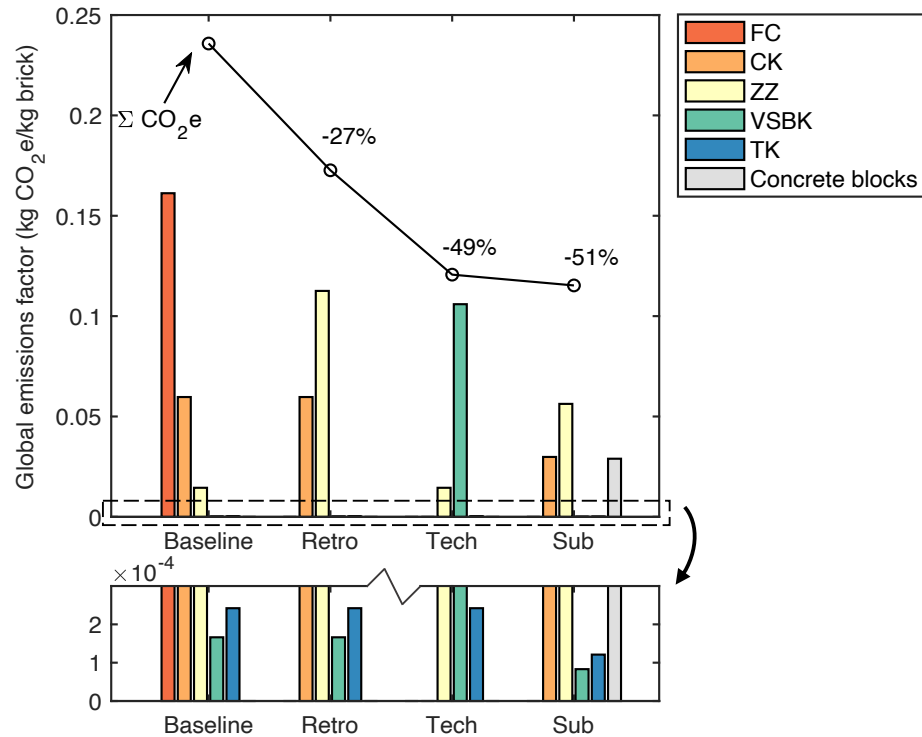 Global emissions factor (kg CO2e/kg brick)
0.25
0.2
0.15
0.1
0.05
0
Σ CO2e
-27%
-49%
-51%
Baseline
Retro
Tech
Sub
FC
CK
ZZ
VSBK
TK
Concrete blocks
×10-4
2
1
0
Baseline
Retro
Tech
Sub